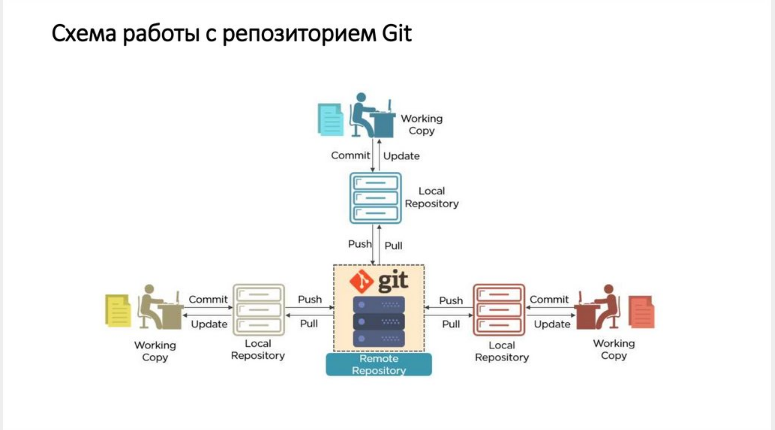 Схема работы с репозиторием Git
Working
Copy
Commit
Update
Local
Repository
Push
Pull
git
Commit
Update
Working
Copy
Local
Repository
Push
Pull
Remote
Repository
Push
Pull
Local
Repository
Commit
Update
Working
Copy